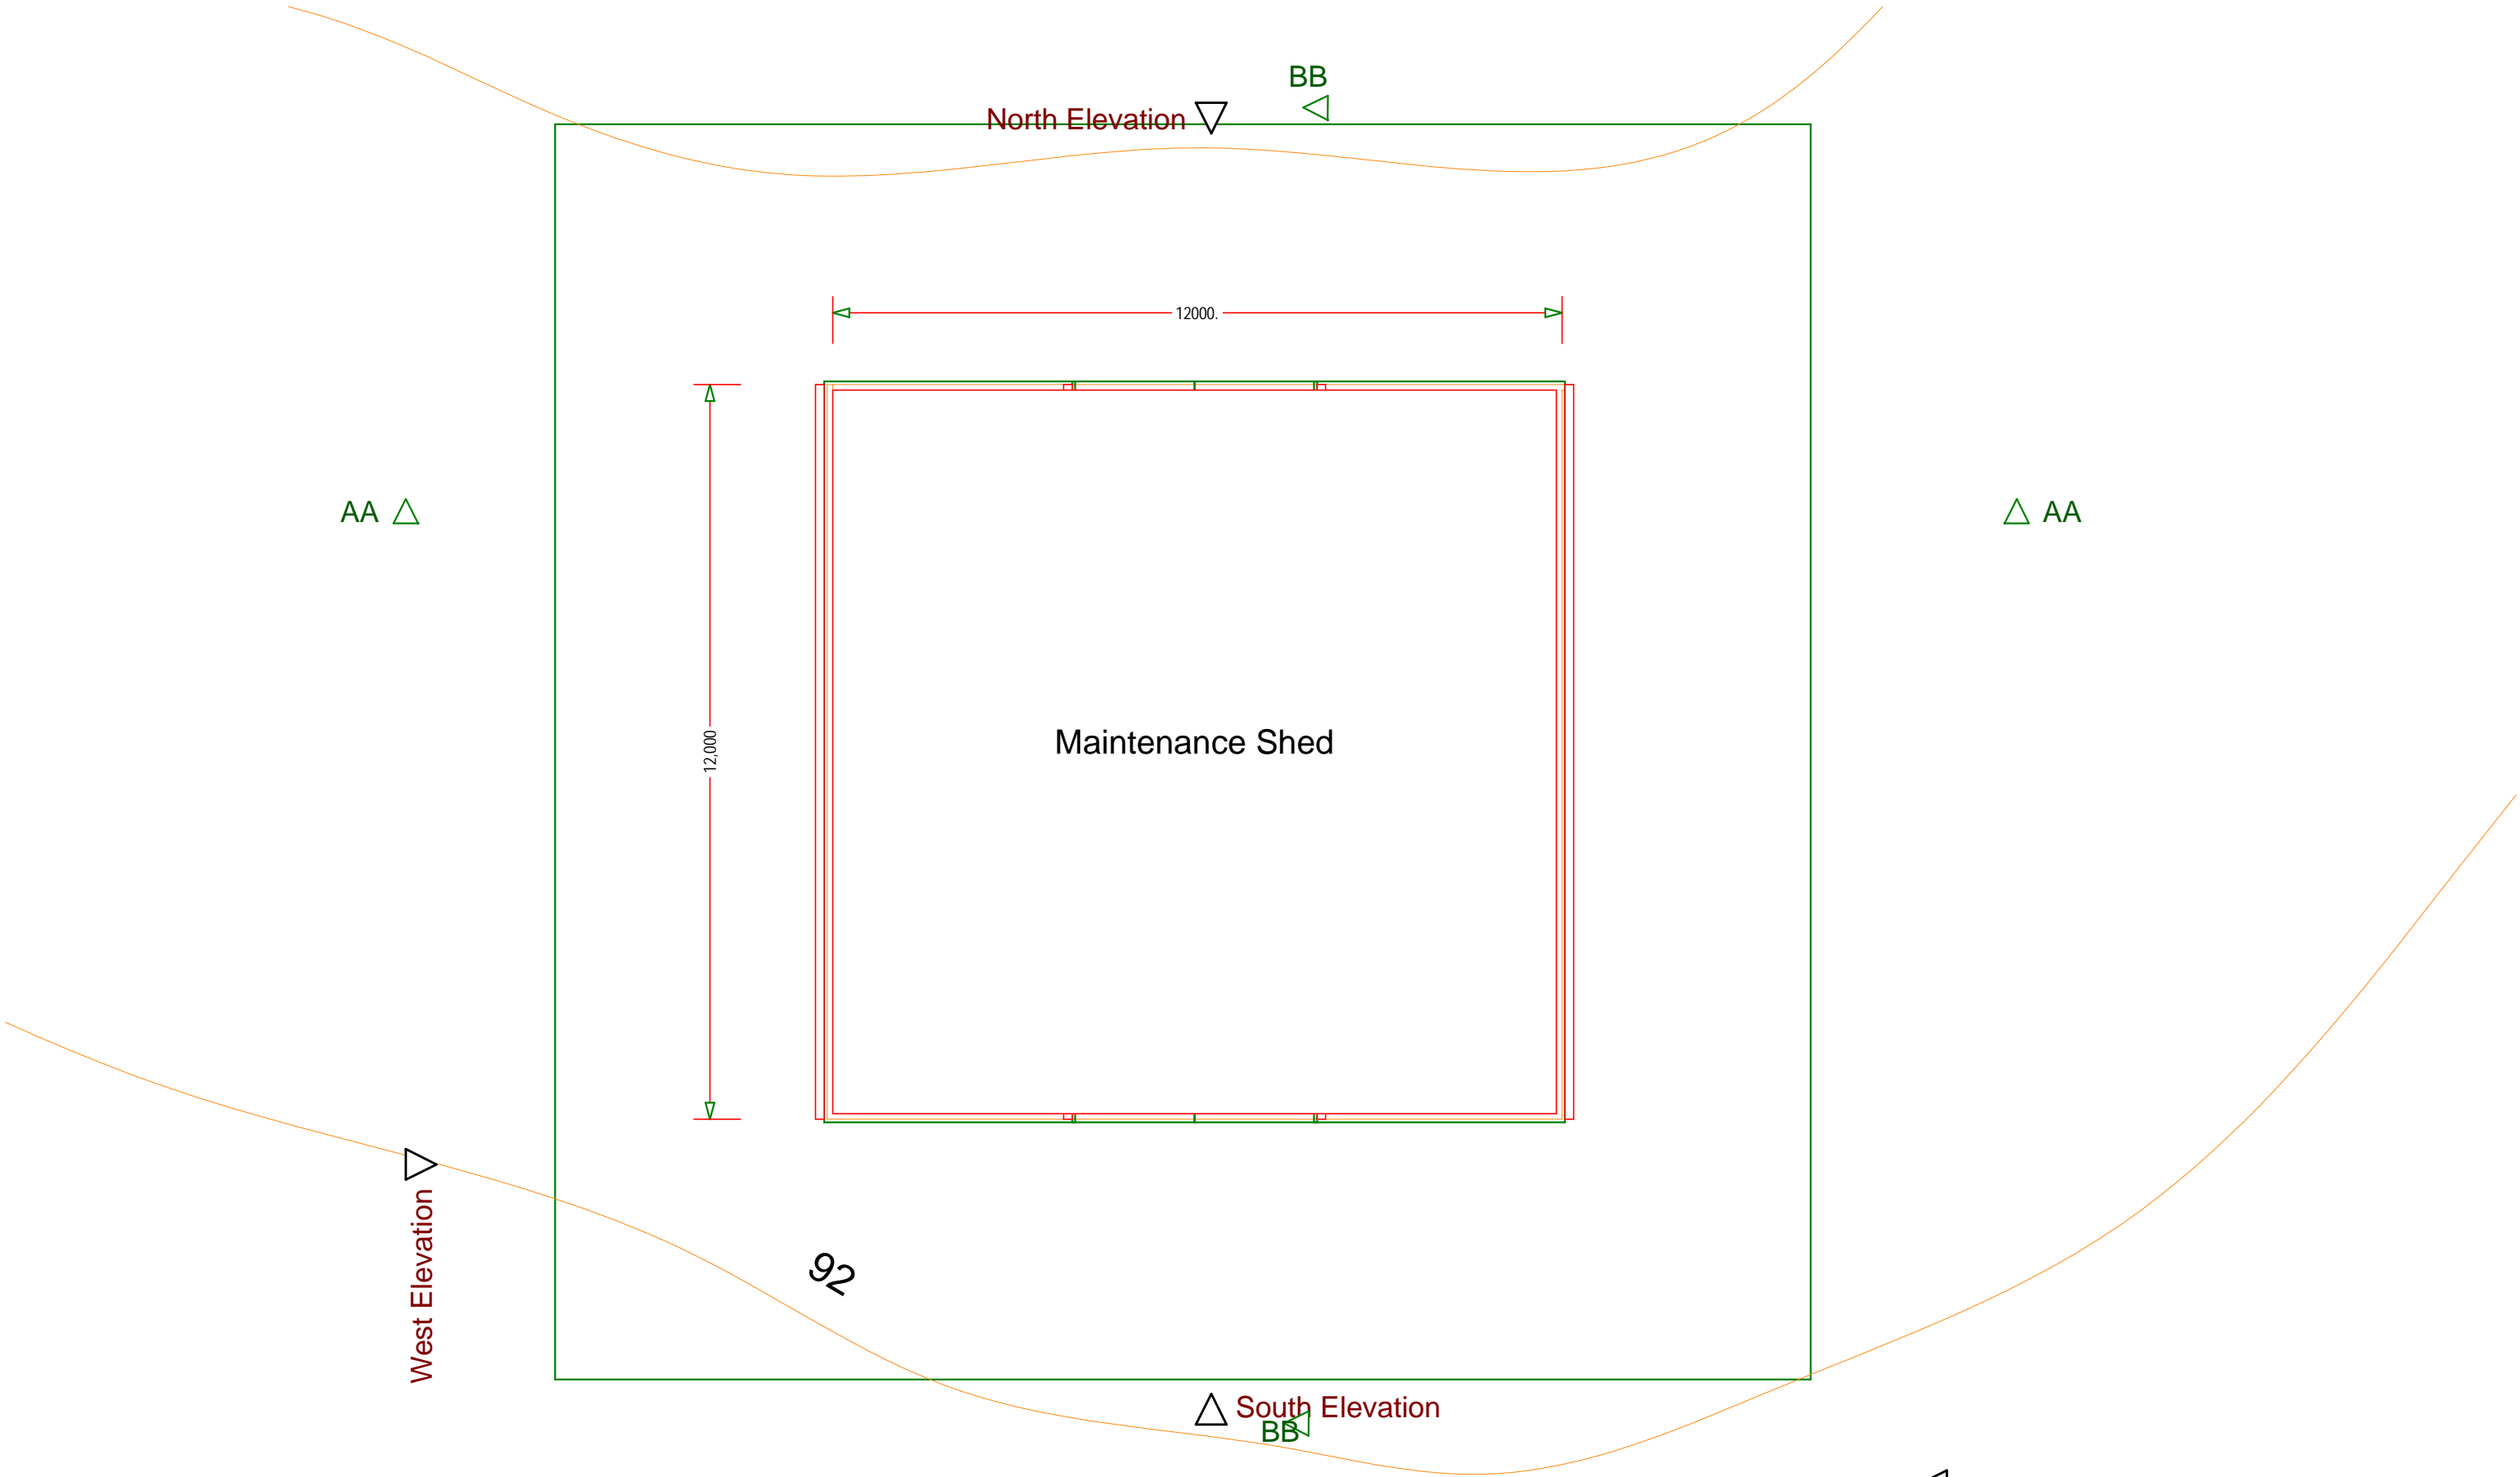 BB
North Elevation
12000.
AA
AA
12,000
Maintenance Shed
West Elevation
92
South Elevation
BB